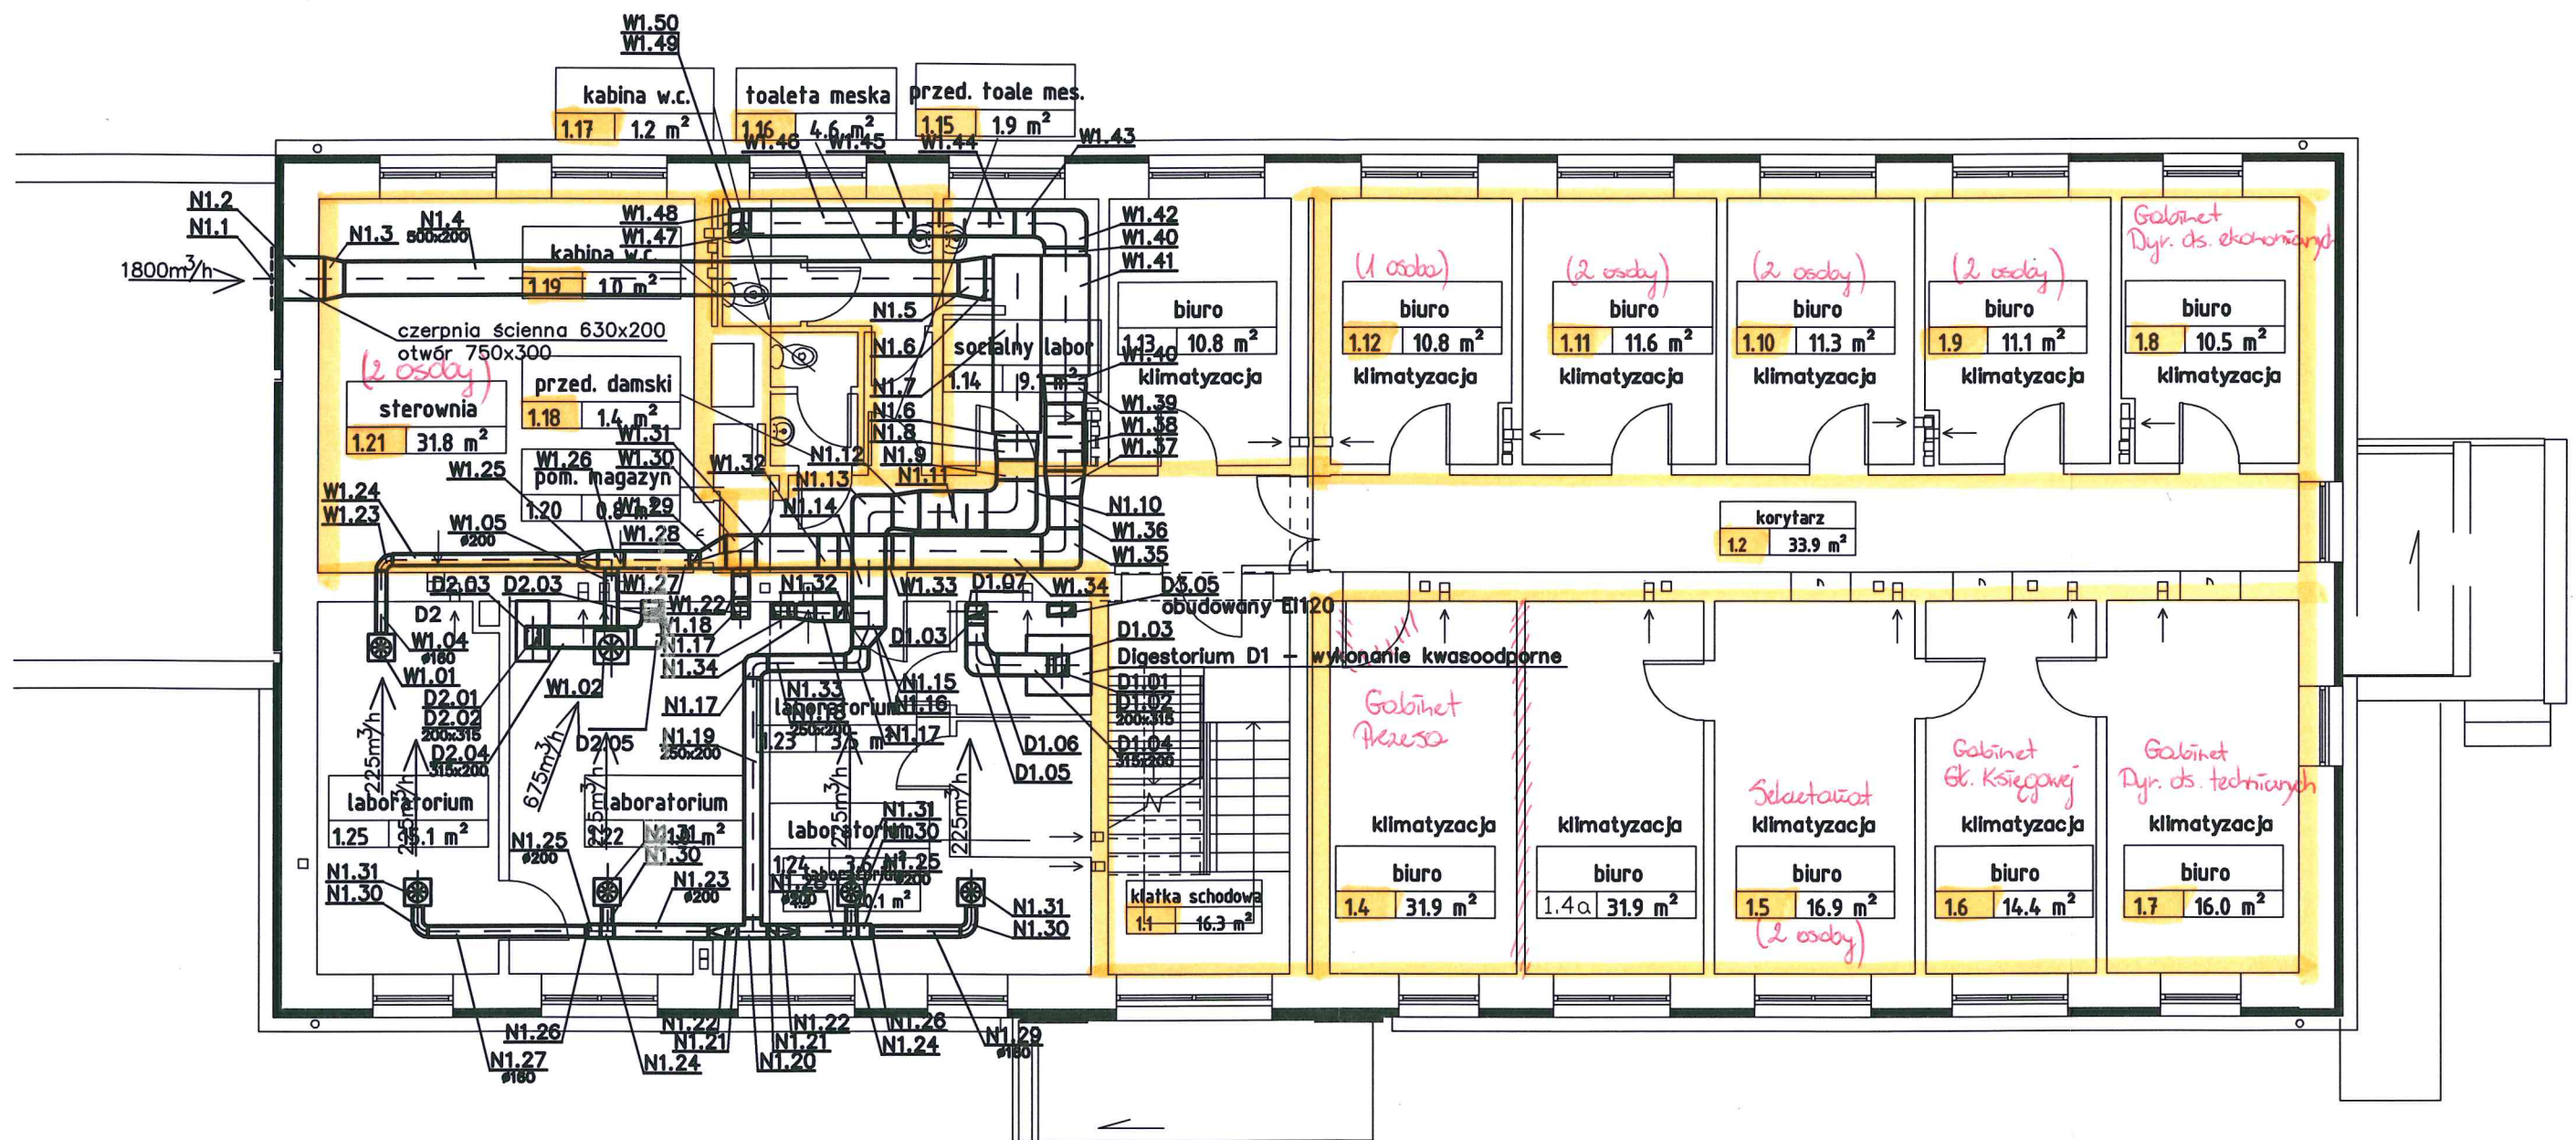 W1.50
W1.49
kabina w.c.
1.17 1.2 m²
toaleta meska
1.16 4.6 m²
przed. toale mes.
1.15 1.9 m²
W1.46
W1.45
W1.44
W1.43
N1.2
N1.1
N1.3
N1.4
500x200
W1.48
W1.47
W1.42
W1.40
W1.41
1800m³/h
kabina w.c.
1.19 1.0 m²
czerpnia ścienna 630x200
otwór 750x300
(2 osoby)
sterownia
1.21 31.8 m²
przed. damski
1.18 1.4 m²
N1.5
N1.6
N1.7
N1.6
N1.8
N1.9
socjalny labor
1.14
biuro
1.13 10.8 m²
klimatyzacja
W1.40
W1.39
W1.38
W1.37
(1 osoba)
biuro
1.12 10.8 m²
klimatyzacja
(2 osoby)
biuro
1.11 11.6 m²
klimatyzacja
(2 osoby)
biuro
1.10 11.3 m²
klimatyzacja
(2 osoby)
biuro
1.9 11.1 m²
klimatyzacja
Gabinet
Dyr. ds. ekonomicznych
biuro
1.8 10.5 m²
klimatyzacja
W1.31
W1.30
W1.32
W1.25
W1.26
pom. magazyn
1.20 0.8 m²
W1.29
W1.28
W1.24
W1.23
W1.05
ø200
N1.12
N1.13
N1.14
N1.11
N1.10
W1.36
W1.35
korytarz
1.2 33.9 m²
D2.03
D2.03
W1.27
W1.22
N1.32
W1.33
D1.07
W1.34
D3.05
obudowany EI120
D2
W1.04
ø160
W1.01
W1.02
W1.18
N1.17
N1.34
D1.03
D1.03
Digestorium D1 - wykonanie kwasoodporne
D1.01
D1.02
200x315
D1.04
315x200
D1.06
D1.05
D2.01
D2.02
200x315
D2.04
315x200
D2.05
N1.17
N1.19
250x200
N1.33
N1.18
250x200
N1.15
N1.16
N1.17
laboratorium
1.23
225m³/h
225m³/h
675m³/h
225m³/h
225m³/h
225m³/h
laboratorium
1.25
laboratorium
laboratorium
1.24 3.6 m²
N1.31
N1.30
N1.25
ø200
N1.31
N1.30
N1.31
N1.30
N1.25
ø200
N1.23
ø200
N1.28
ø200
N1.31
N1.30
klatka schodowa
1.1 16.3 m²
Gabinet
Prezesa
klimatyzacja
biuro
1.4 31.9 m²
klimatyzacja
biuro
1.4a 31.9 m²
Sekretariat
klimatyzacja
biuro
1.5 16.9 m²
(2 osoby)
Gabinet
Gł. Księgowej
klimatyzacja
biuro
1.6 14.4 m²
Gabinet
Dyr. ds. technicznych
klimatyzacja
biuro
1.7 16.0 m²
N1.26
N1.27
ø160
N1.24
N1.22
N1.21
N1.20
N1.22
N1.21
N1.26
N1.24
N1.29
ø160